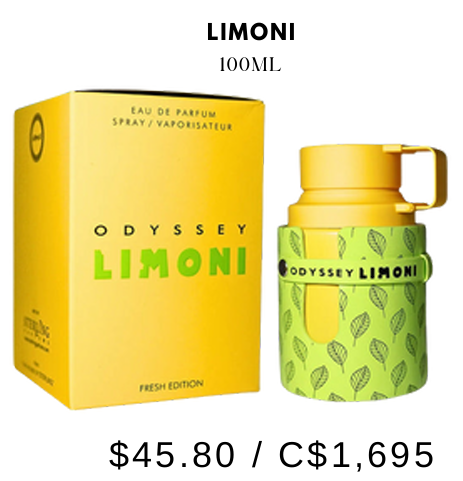 LIMONI
100ML
EAU DE PARFUM
SPRAY / VAPORISATEUR
ODYSSEY
LIMONI
FRESH EDITION
ODYSSEY LIMONI
$45.80 / C$1,695